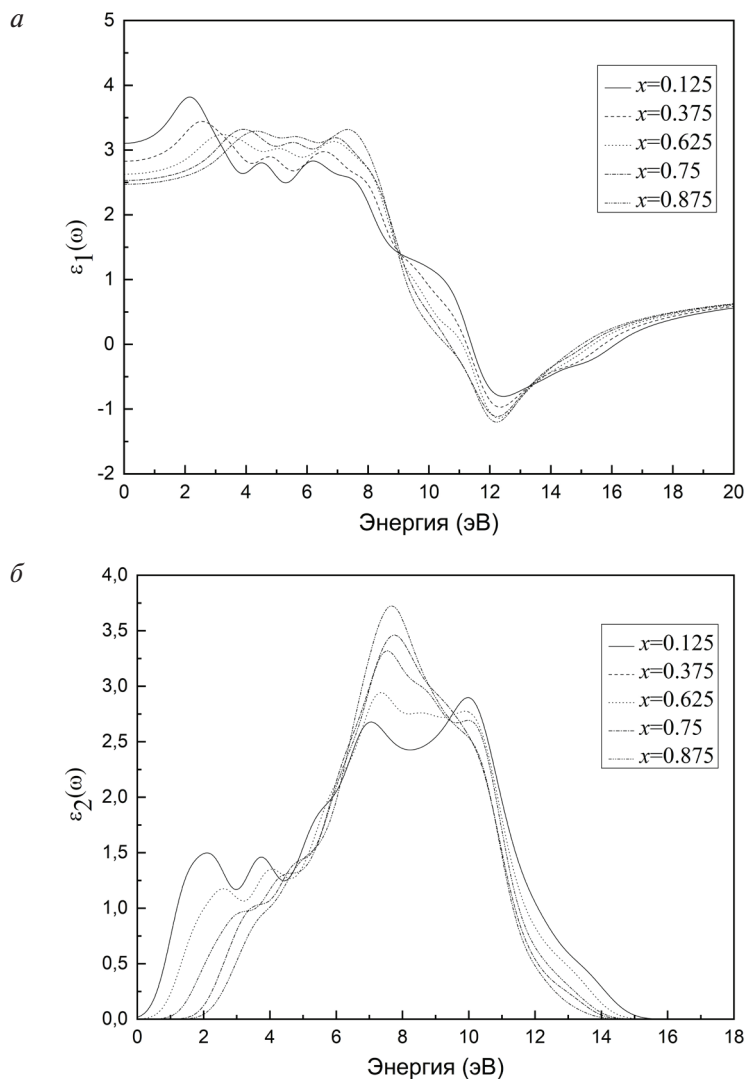 а
ε₁(ω)
5
4
3
2
1
0
-1
-2
x=0.125
x=0.375
x=0.625
x=0.75
x=0.875
0 2 4 6 8 10 12 14 16 18 20
Энергия (эВ)
б
ε₂(ω)
4,0
3,5
3,0
2,5
2,0
1,5
1,0
0,5
0,0
x=0.125
x=0.375
x=0.625
x=0.75
x=0.875
0 2 4 6 8 10 12 14 16 18
Энергия (эВ)